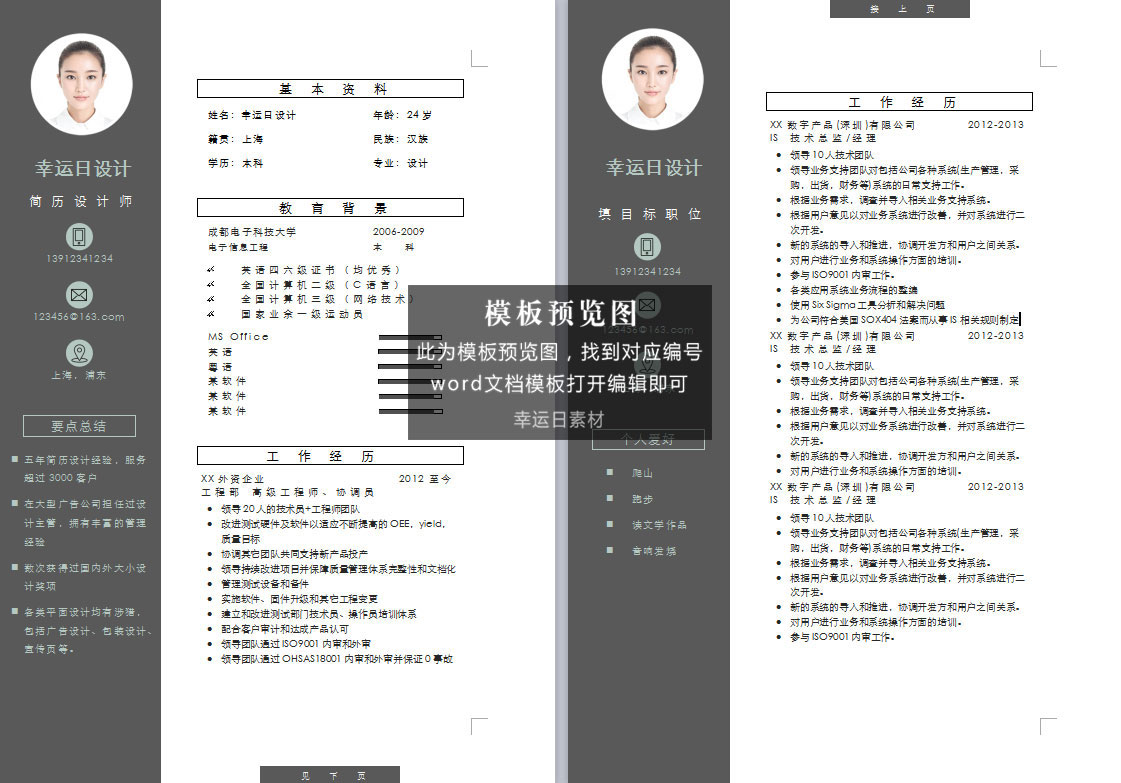 幸运日设计
简历设计师
13912341234
123456@163.com
上海，浦东
要点总结
五年简历设计经验，服务
超过 3000 客户
在大型广告公司担任过设
计主管，拥有丰富的管理
经验
数次获得过国内外大小设
计奖项
各类平面设计均有涉猎，
包括广告设计、包装设计、
宣传页等。
基本资料
姓名：幸运日设计 年龄：24 岁
籍贯：上海 民族：汉族
学历：本科 专业：设计
教育背景
成都电子科技大学 2006-2009
电子信息工程 本 科
英语四六级证书（均优秀）
全国计算机二级（C 语言）
全国计算机三级（网络技术）
国家业余一级运动员
MS Office
英语
粤语
某软件
某软件
某软件
工作经历
XX 外资企业 2012 至今
工程部 高级工程师、协调员
领导 20 人的技术员+工程师团队
改进测试硬件及软件以适应不断提高的 OEE，yield，
质量目标
协调其它团队共同支持新产品投产
领导持续改进项目并保障质量管理体系完整性和文档化
管理测试设备和备件
实施软件、固件升级和其它工程变更
建立和改进测试部门技术员、操作员培训体系
配合客户审计和达成产品认可
领导团队通过 ISO9001 内审和外审
领导团队通过 OHSAS18001 内审和外审并保证 0 事故
见下页
模板预览图
此为模板预览图，找到对应编号
word文档模板打开编辑即可
幸运日素材
幸运日设计
填目标职位
13912341234
123456@163.com
个人爱好
爬山
跑步
读文学作品
音响发烧
接上页
工作经历
XX 数字产品(深圳)有限公司 2012-2013
IS 技术总监/经理
领导 10 人技术团队
领导业务支持团队对包括公司各种系统(生产管理，采
购，出货，财务等)系统的日常支持工作。
根据业务需求，调查并导入相关业务支持系统。
根据用户意见以对业务系统进行改善，并对系统进行二
次开发。
新的系统的导入和推进，协调开发方和用户之间关系。
对用户进行业务和系统操作方面的培训。
参与 ISO9001 内审工作。
各类应用系统业务流程的整编
使用 Six Sigma 工具分析和解决问题
为公司符合美国 SOX404 法案而从事 IS 相关规则制定
XX 数字产品(深圳)有限公司 2012-2013
IS 技术总监/经理
领导 10 人技术团队
领导业务支持团队对包括公司各种系统(生产管理，采
购，出货，财务等)系统的日常支持工作。
根据业务需求，调查并导入相关业务支持系统。
根据用户意见以对业务系统进行改善，并对系统进行二
次开发。
新的系统的导入和推进，协调开发方和用户之间关系。
对用户进行业务和系统操作方面的培训。
XX 数字产品(深圳)有限公司 2012-2013
IS 技术总监/经理
领导 10 人技术团队
领导业务支持团队对包括公司各种系统(生产管理，采
购，出货，财务等)系统的日常支持工作。
根据业务需求，调查并导入相关业务支持系统。
根据用户意见以对业务系统进行改善，并对系统进行二
次开发。
新的系统的导入和推进，协调开发方和用户之间关系。
对用户进行业务和系统操作方面的培训。
参与 ISO9001 内审工作。